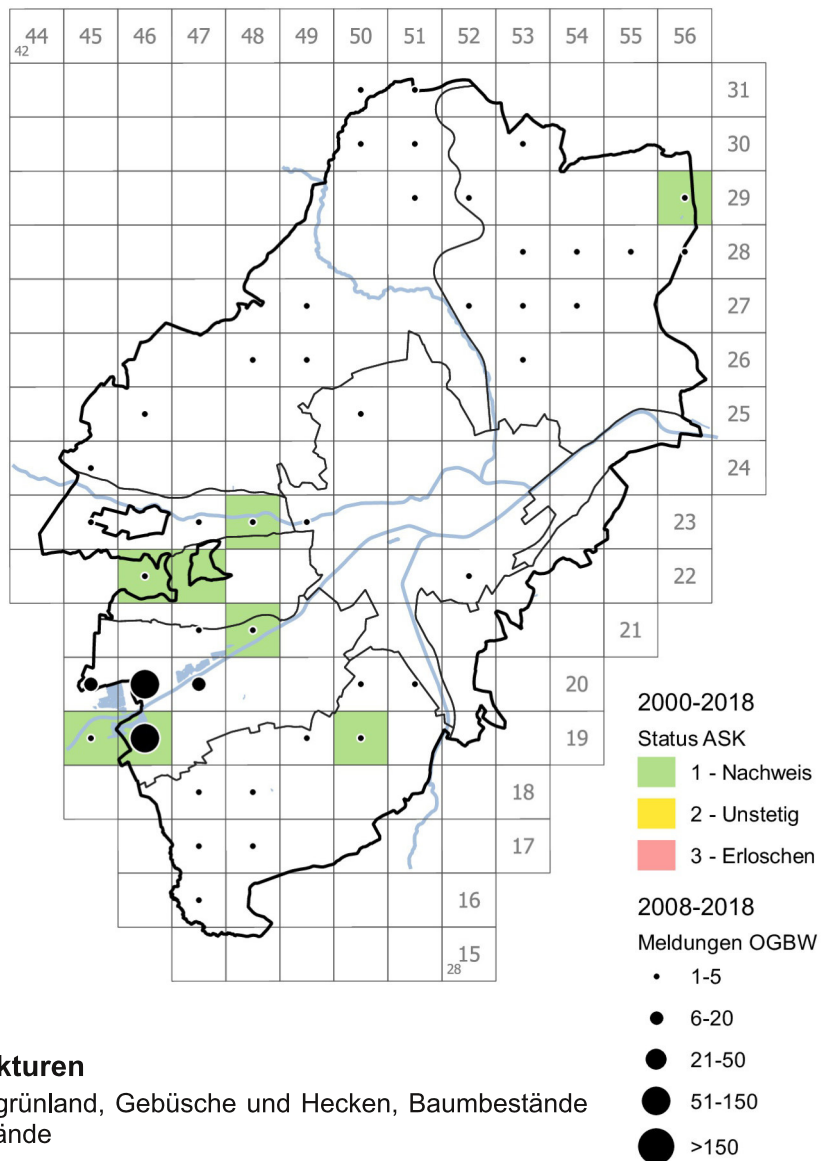 44 45 46 47 48 49 50 51 52 53 54 55 56
42
31
30
29
28
27
26
25
24
23
22
21
20
19
18
17
16
15
28
2000-2018
Status ASK
1 - Nachweis
2 - Unstetig
3 - Erloschen
2008-2018
Meldungen OGBW
1-5
6-20
21-50
51-150
>150
kturen
grünland, Gebüsche und Hecken, Baumbestände
ände